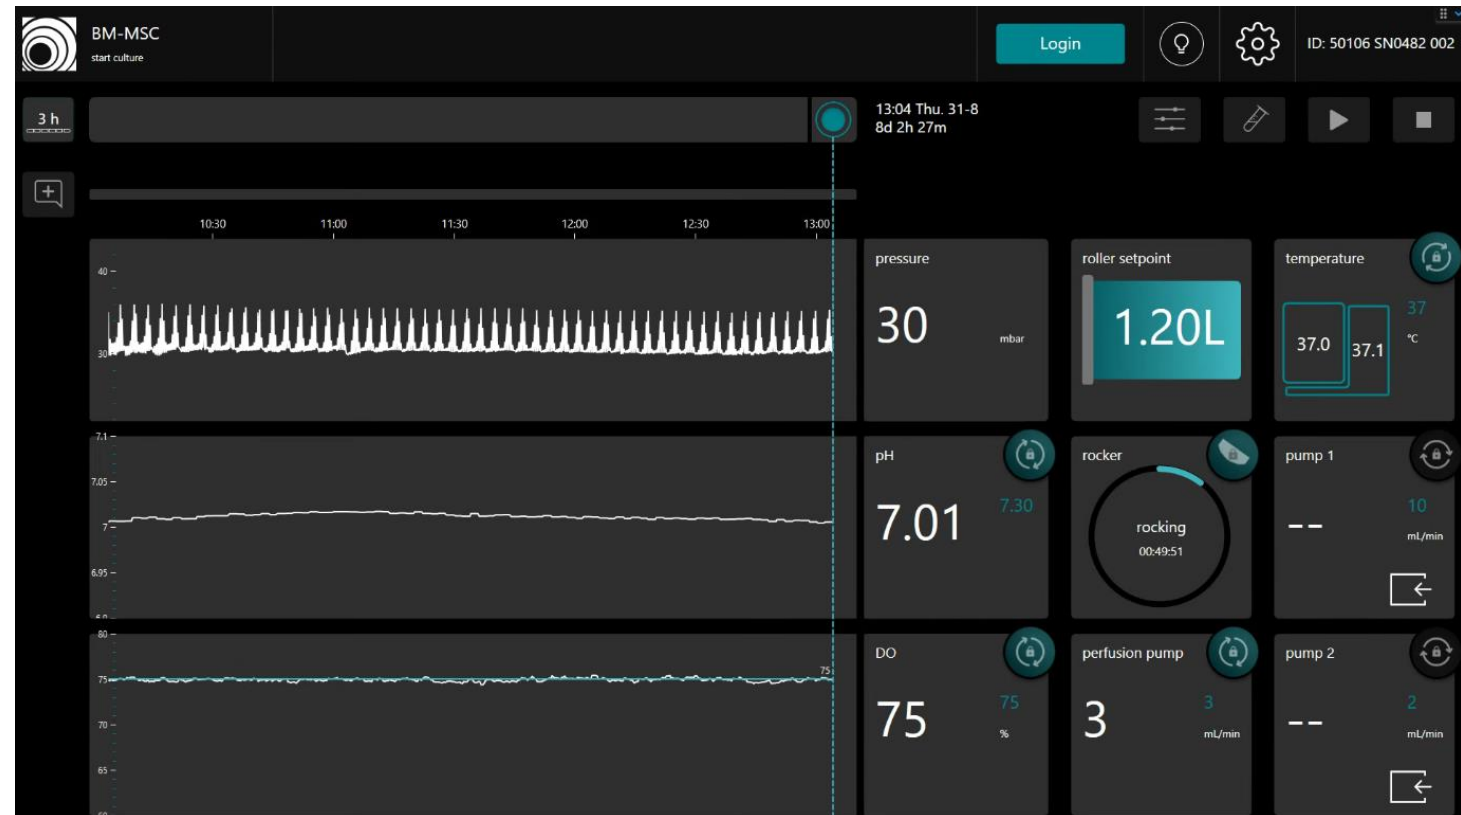 BM-MSC
start culture
Login
ID: 50106 SN0482 002
3 h
13:04 Thu. 31-8
8d 2h 27m
10:30 11:00 11:30 12:00 12:30 13:00
40
30
pressure
30
mbar
roller setpoint
1.20L
temperature
37
°C
37.0
37.1
7.1
7.05
7
6.95
pH
7.01
7.30
rocker
rocking
00:49:51
pump 1
--
10
mL/min
80
75
70
65
75
DO
75
75
%
perfusion pump
3
3
mL/min
pump 2
--
2
mL/min